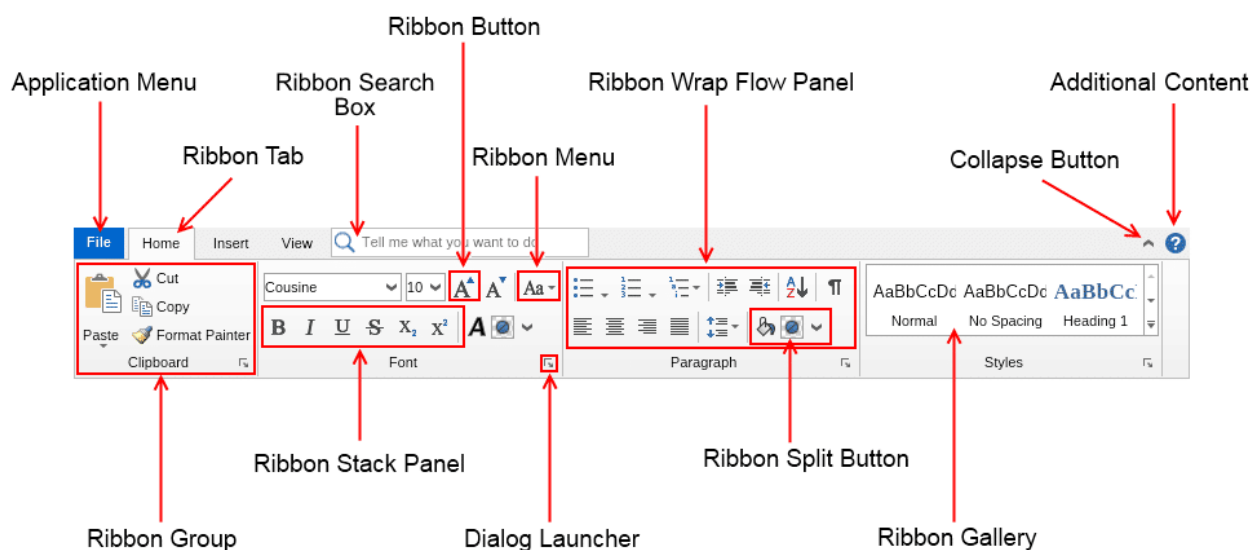 Ribbon Button
Application Menu
Ribbon Search
Box
Ribbon Wrap Flow Panel
Additional Content
Ribbon Tab
Ribbon Menu
Collapse Button
File Home Insert View Tell me what you want to do ?
Cut
Copy
Paste Format Painter
Clipboard
Cousine 10 A A Aa
B I U S X2 X2 A
Font
1 2 3 A Z ¶
Paragraph
AaBbCcDd AaBbCcDd AaBbCc
Normal No Spacing Heading 1
Styles
Ribbon Stack Panel
Ribbon Split Button
Ribbon Group
Dialog Launcher
Ribbon Gallery